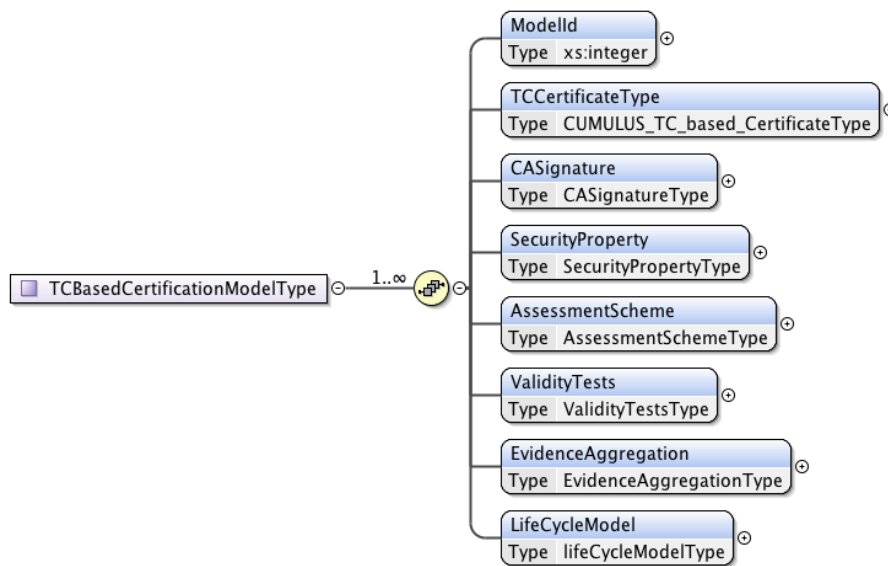 ModelId
Type xs:integer
TCCertificateType
Type CUMULUS_TC_based_CertificateType
CASignature
Type CASignatureType
SecurityProperty
Type SecurityPropertyType
TCBasedCertificationModelType
1..∞
AssessmentScheme
Type AssessmentSchemeType
ValidityTests
Type ValidityTestsType
EvidenceAggregation
Type EvidenceAggregationType
LifeCycleModel
Type lifeCycleModelType